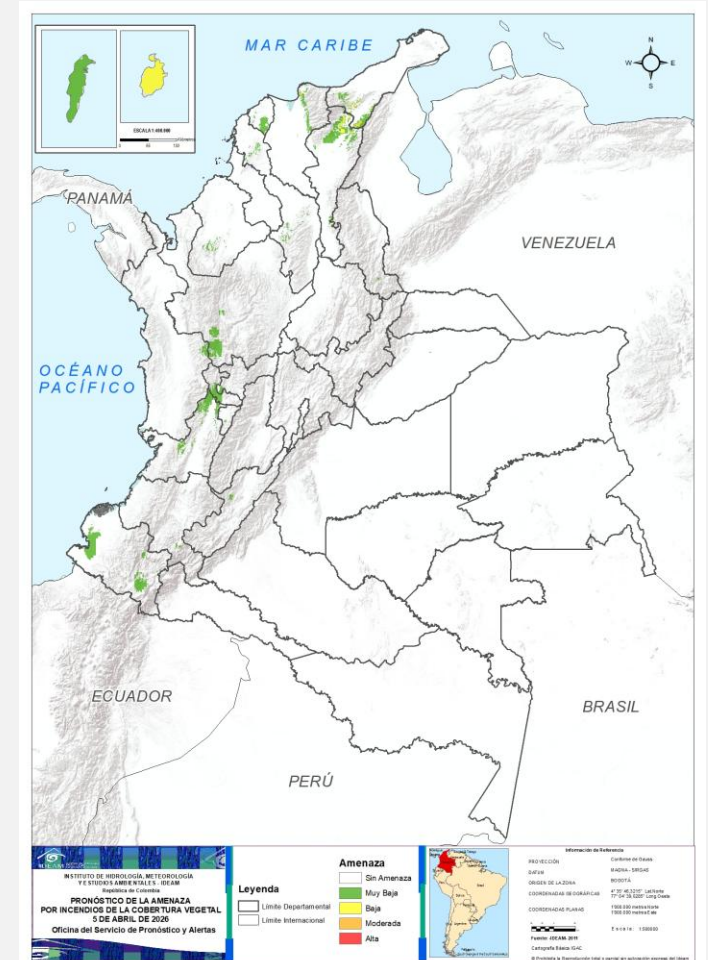 MAR CARIBE
N
W
E
S
ESCALA 1:400.000
PANAMÁ
VENEZUELA
OCÉANO
PACÍFICO
ECUADOR
BRASIL
PERÚ
IDEAM
INSTITUTO DE HIDROLOGÍA, METEOROLOGÍA
Y ESTUDIOS AMBIENTALES - IDEAM
República de Colombia
PRONÓSTICO DE LA AMENAZA
POR INCENDIOS DE LA COBERTURA VEGETAL
5 DE ABRIL DE 2026
Oficina del Servicio de Pronóstico y Alertas
Leyenda
Límite Departamental
Límite Internacional
Amenaza
Sin Amenaza
Muy Baja
Baja
Moderada
Alta
Información de Referencia
PROYECCIÓN
Conforme de Gauss
DATUM
MAGNA - SIRGAS
ORIGEN DE LA ZONA
BOGOTÁ
COORDENADAS GEOGRÁFICAS
COORDENADAS PLANAS
Cartografía Básica IGAC